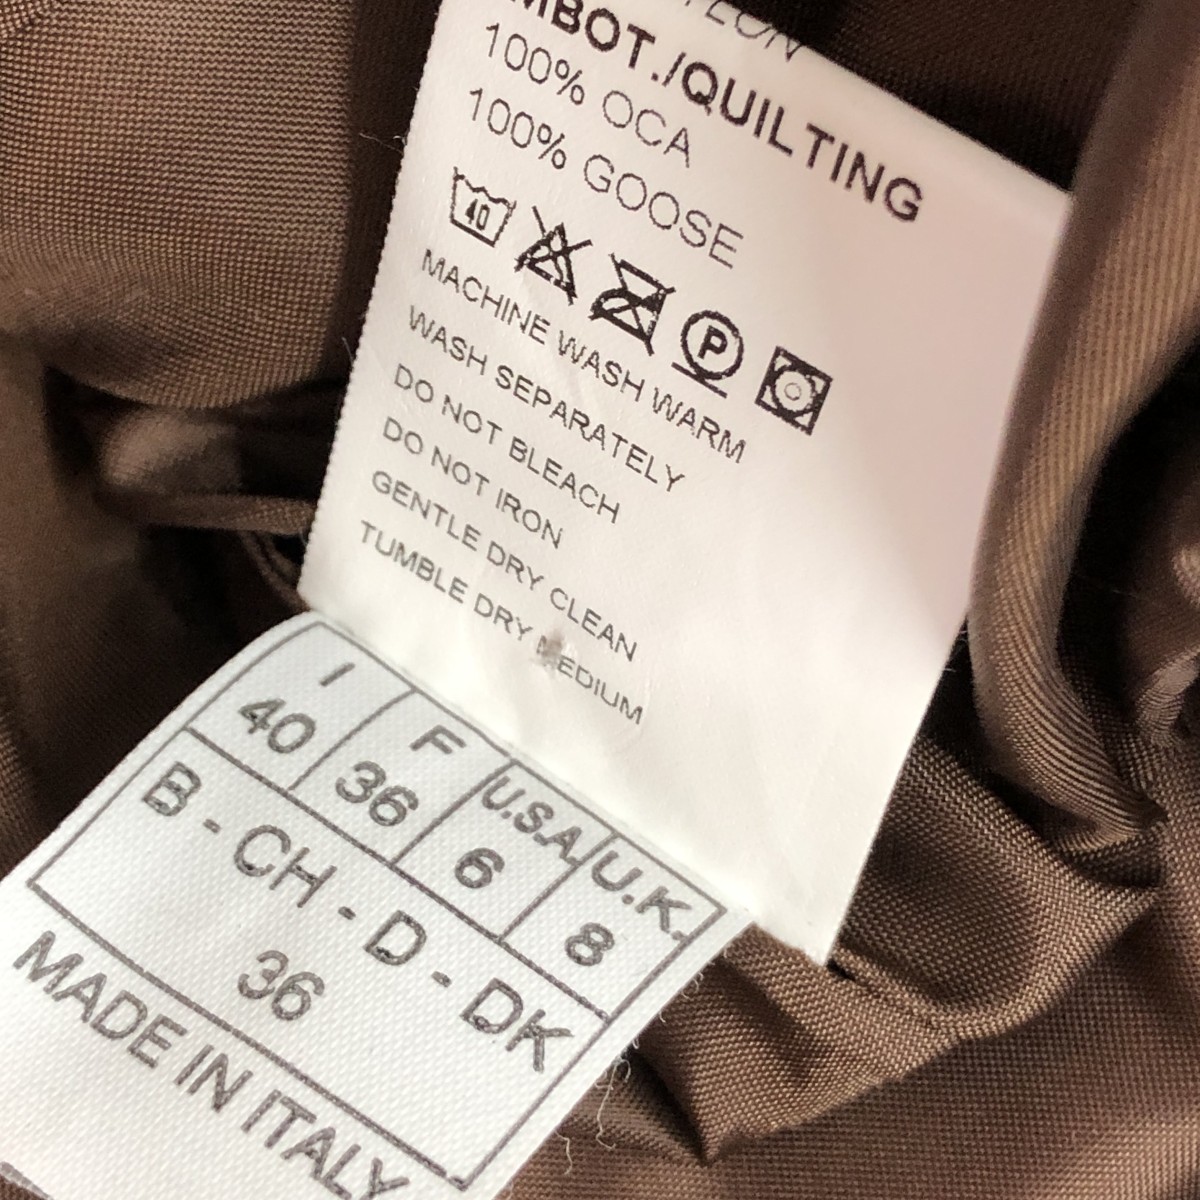 IMBOT./QUILTING
100% OCA
100% GOOSE
40
P
MACHINE WASH WARM
WASH SEPARATELY
DO NOT BLEACH
DO NOT IRON
GENTLE DRY CLEAN
TUMBLE DRY MEDIUM
I F U.S.A. U.K.
40 36 6 8
B - CH - D - DK
36
MADE IN ITALY